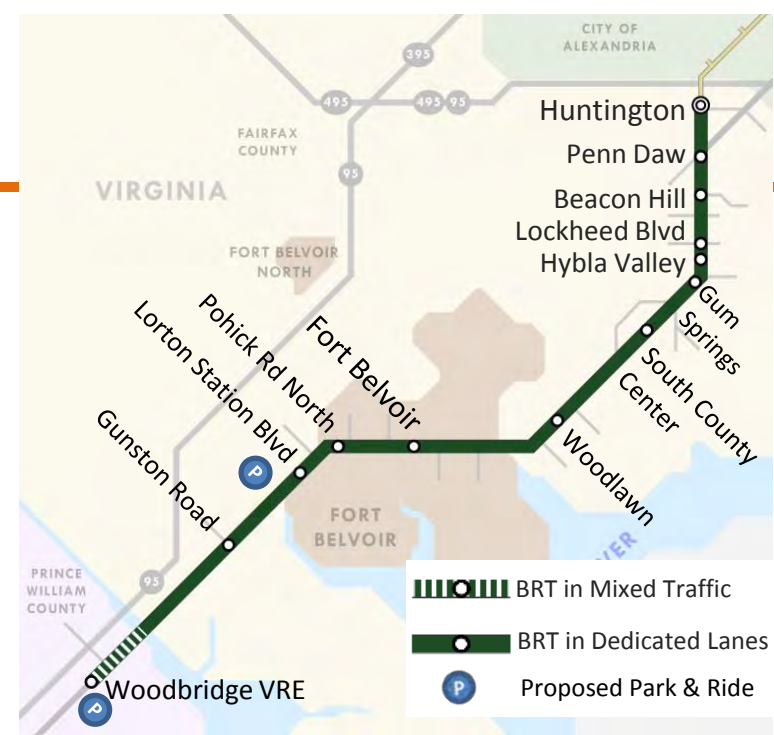 CITY OF
ALEXANDRIA
395
495
495 95
Huntington
FAIRFAX
COUNTY
Penn Daw
95
VIRGINIA
Beacon Hill
Lockheed Blvd
FORT BELVOIR
NORTH
Hybla Valley
Gum
Springs
Pohick Rd North
Fort Belvoir
Lorton Station Blvd
South County
Center
Gunston Road
Woodlawn
P
FORT
BELVOIR
VER
PRINCE
WILLIAM
COUNTY
95
BRT in Mixed Traffic
BRT in Dedicated Lanes
Woodbridge VRE
P
P
Proposed Park & Ride